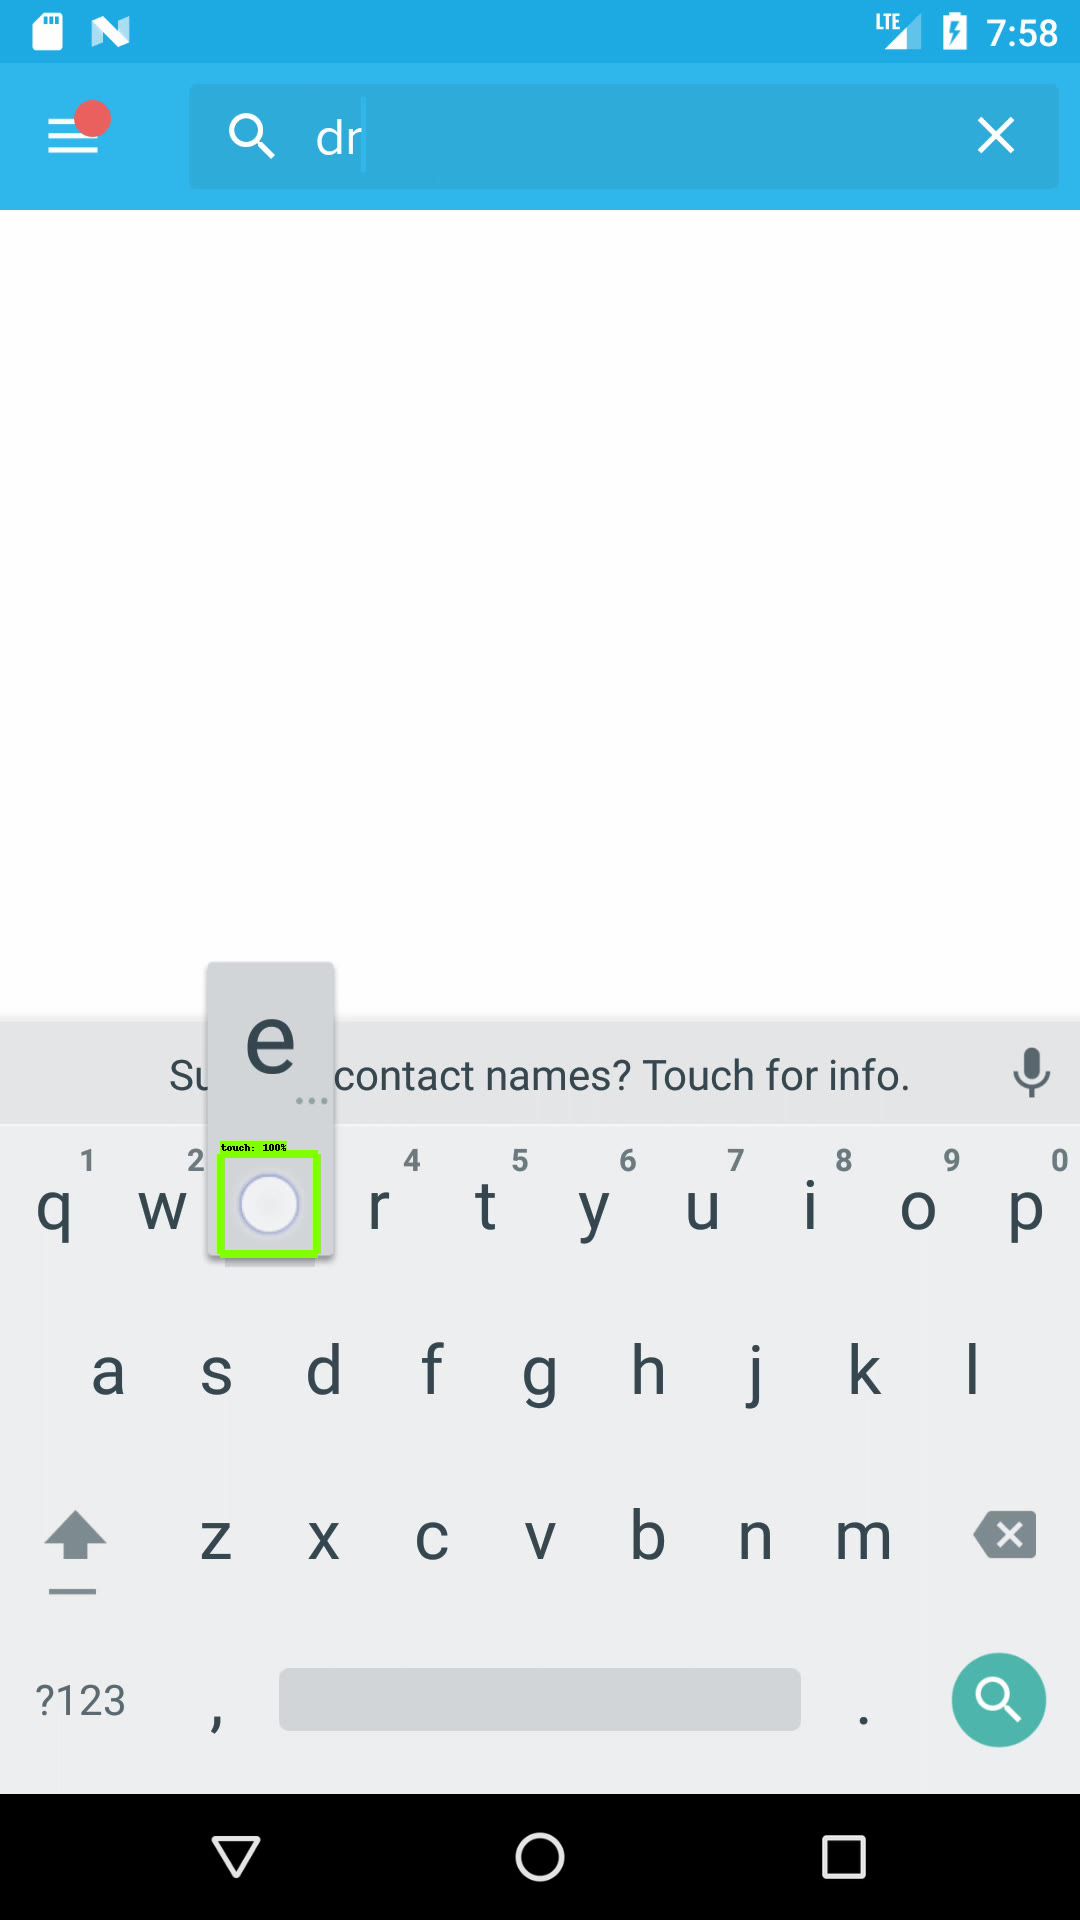 LTE 7:58
dr
e
Su contact names? Touch for info.
...
touch: 100%
1 2 4 5 6 7 8 9 0
q w r t y u i o p
a s d f g h j k l
z x c v b n m
?123 , .